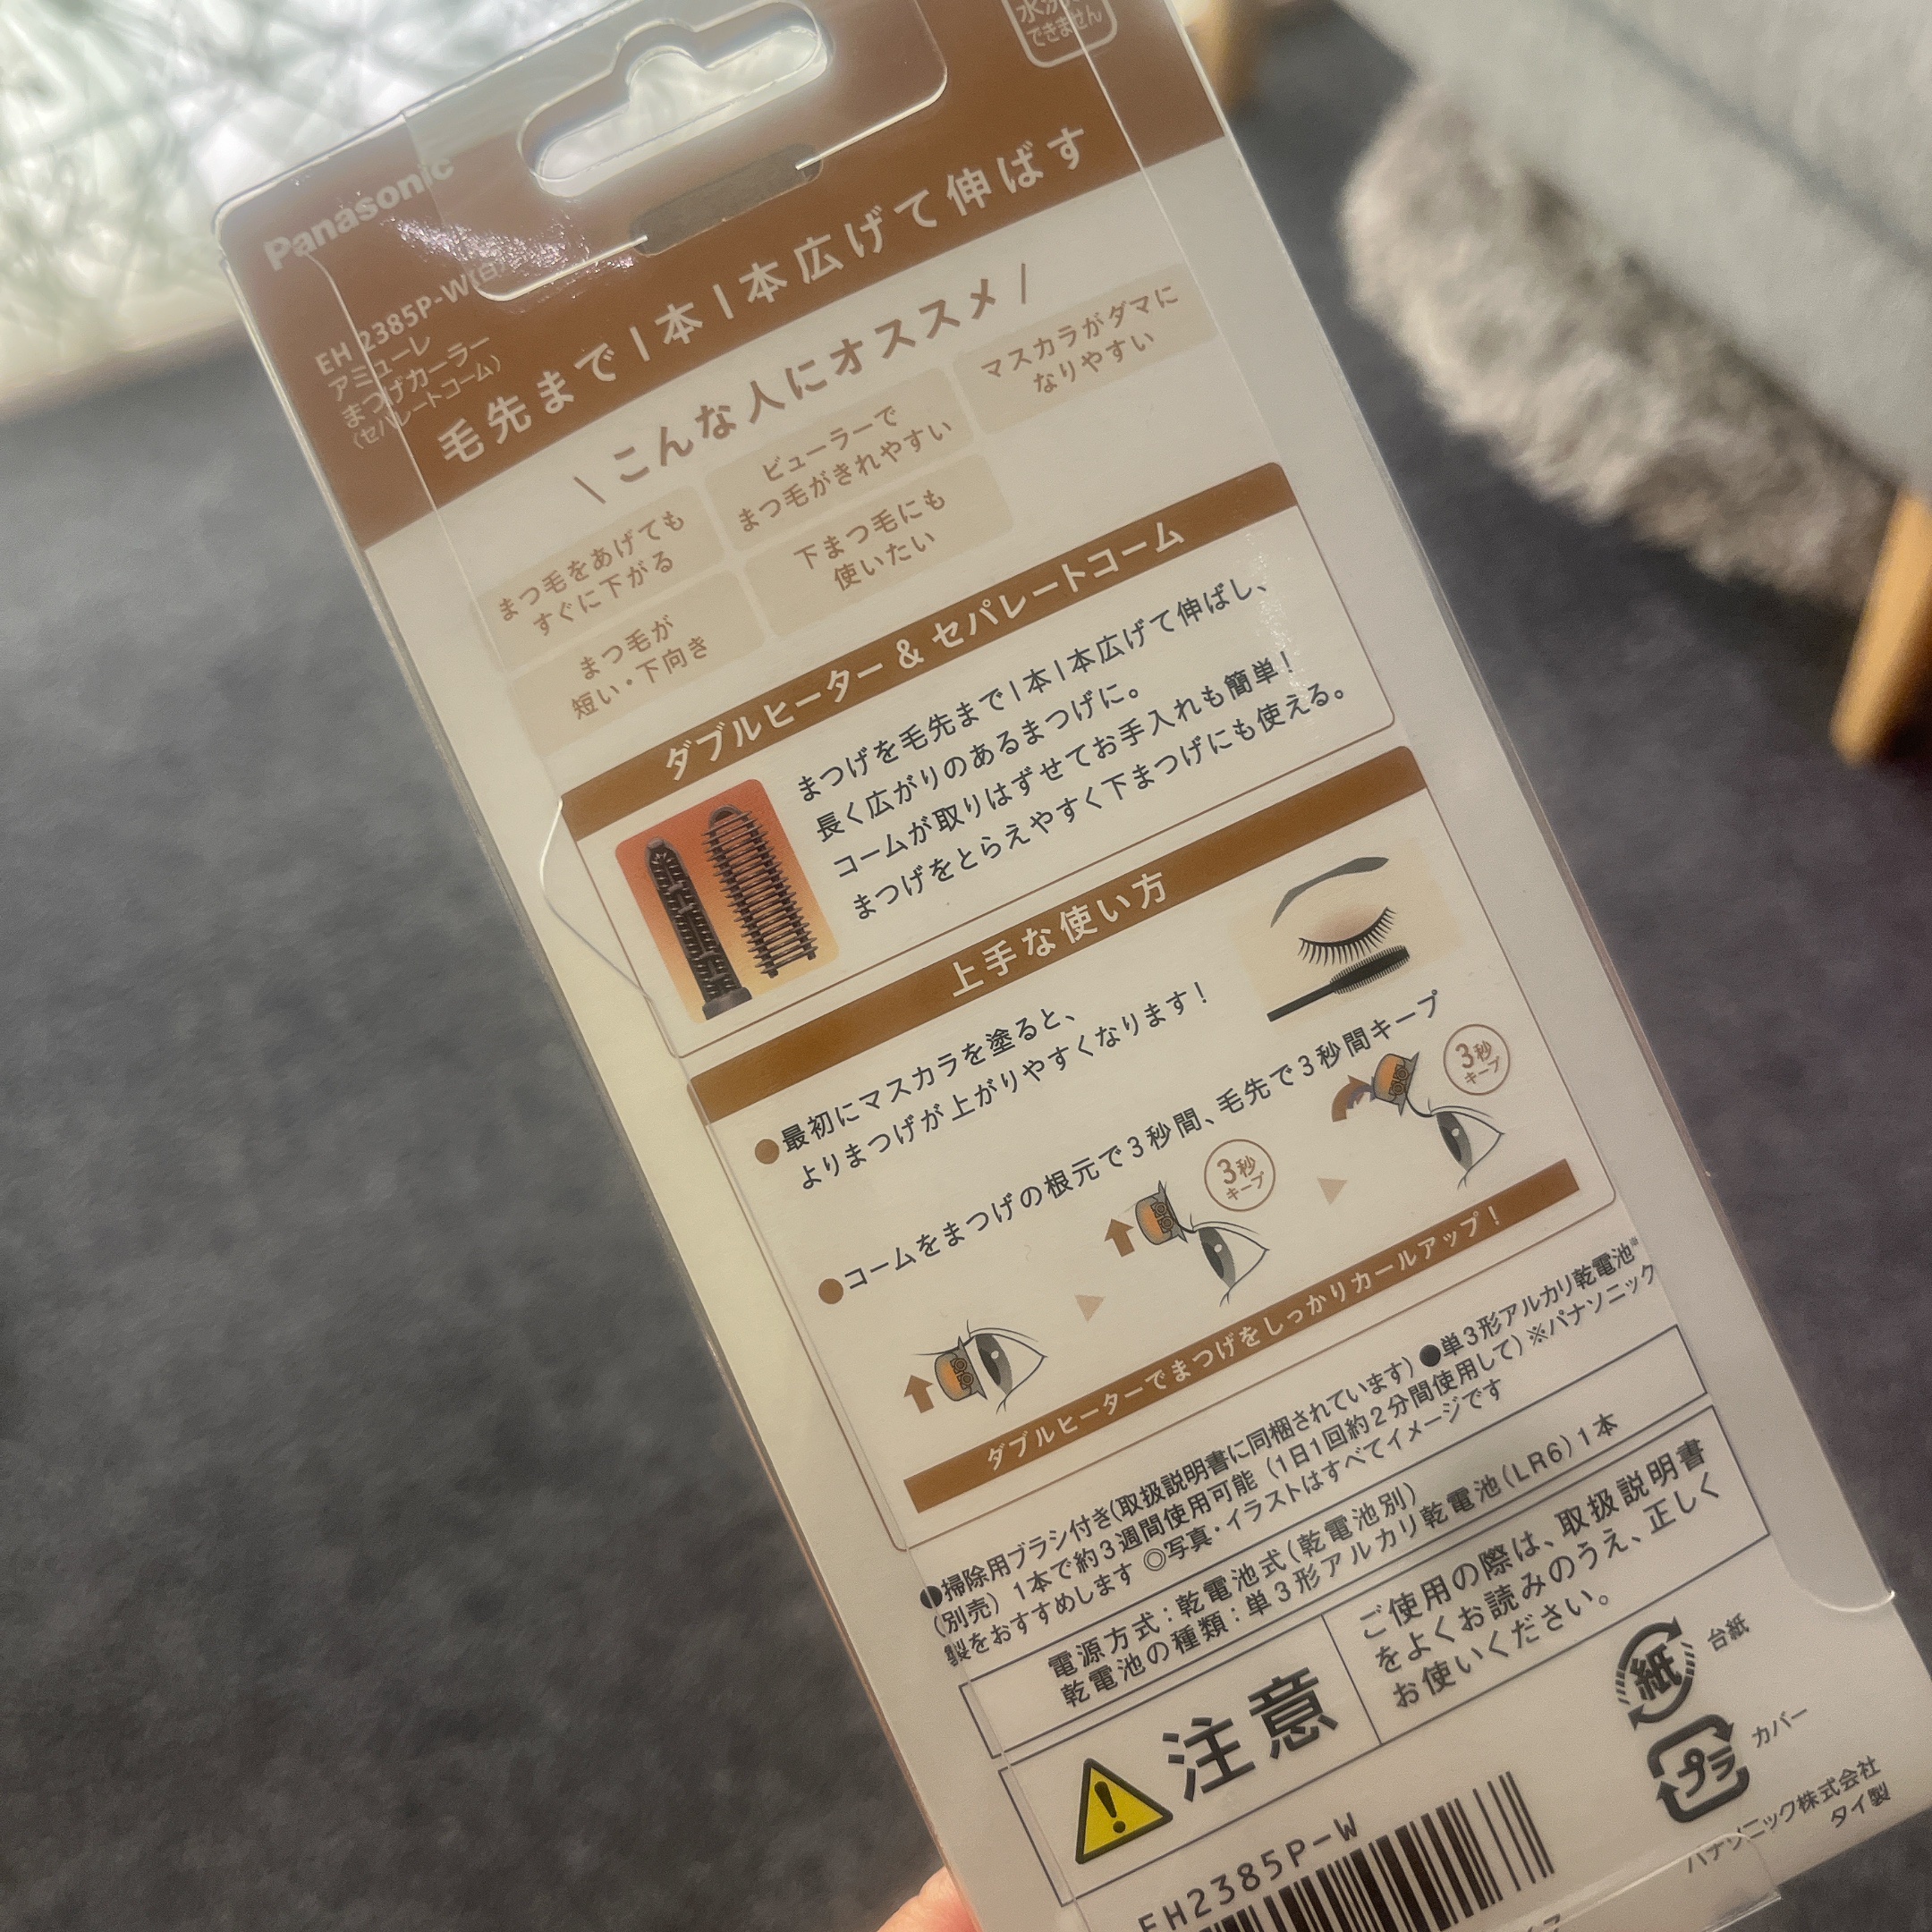 できません
Panasonic
EH 2385P-W(白)
アミューレ
まつげカーラー
(セパレートコーム)
毛先まで1本1本広げて伸ばす
\ こんな人にオススメ /
まつ毛をあげても
すぐに下がる
ビューラーで
まつ毛がきれやすい
マスカラがダマに
なりやすい
まつ毛が
短い・下向き
下まつ毛にも
使いたい
ダブルヒーター & セパレートコーム
まつげを毛先まで1本1本広げて伸ばし、
長く広がりのあるまつげに。
コームが取りはずせてお手入れも簡単!
まつげをとらえやすく下まつげにも使える。
上手な使い方
●最初にマスカラを塗ると、
よりまつげが上がりやすくなります!
●コームをまつげの根元で3秒間、毛先で3秒間キープ
3秒
キープ
3秒
キープ
ダブルヒーターでまつげをしっかりカールアップ!
●掃除用ブラシ付き(取扱説明書に同梱されています) ●単3形アルカリ乾電池※
(別売) 1本で約3週間使用可能 (1日1回約2分間使用して) ※パナソニック
製をおすすめします ◎写真・イラストはすべてイメージです
電源方式:乾電池式(乾電池別)
乾電池の種類:単3形アルカリ乾電池(LR6)1本
注意
ご使用の際は、取扱説明書
をよくお読みのうえ、正しく
お使いください。
紙
台紙
プラ
カバー
パナソニック株式会社
タイ製
EH2385P-W